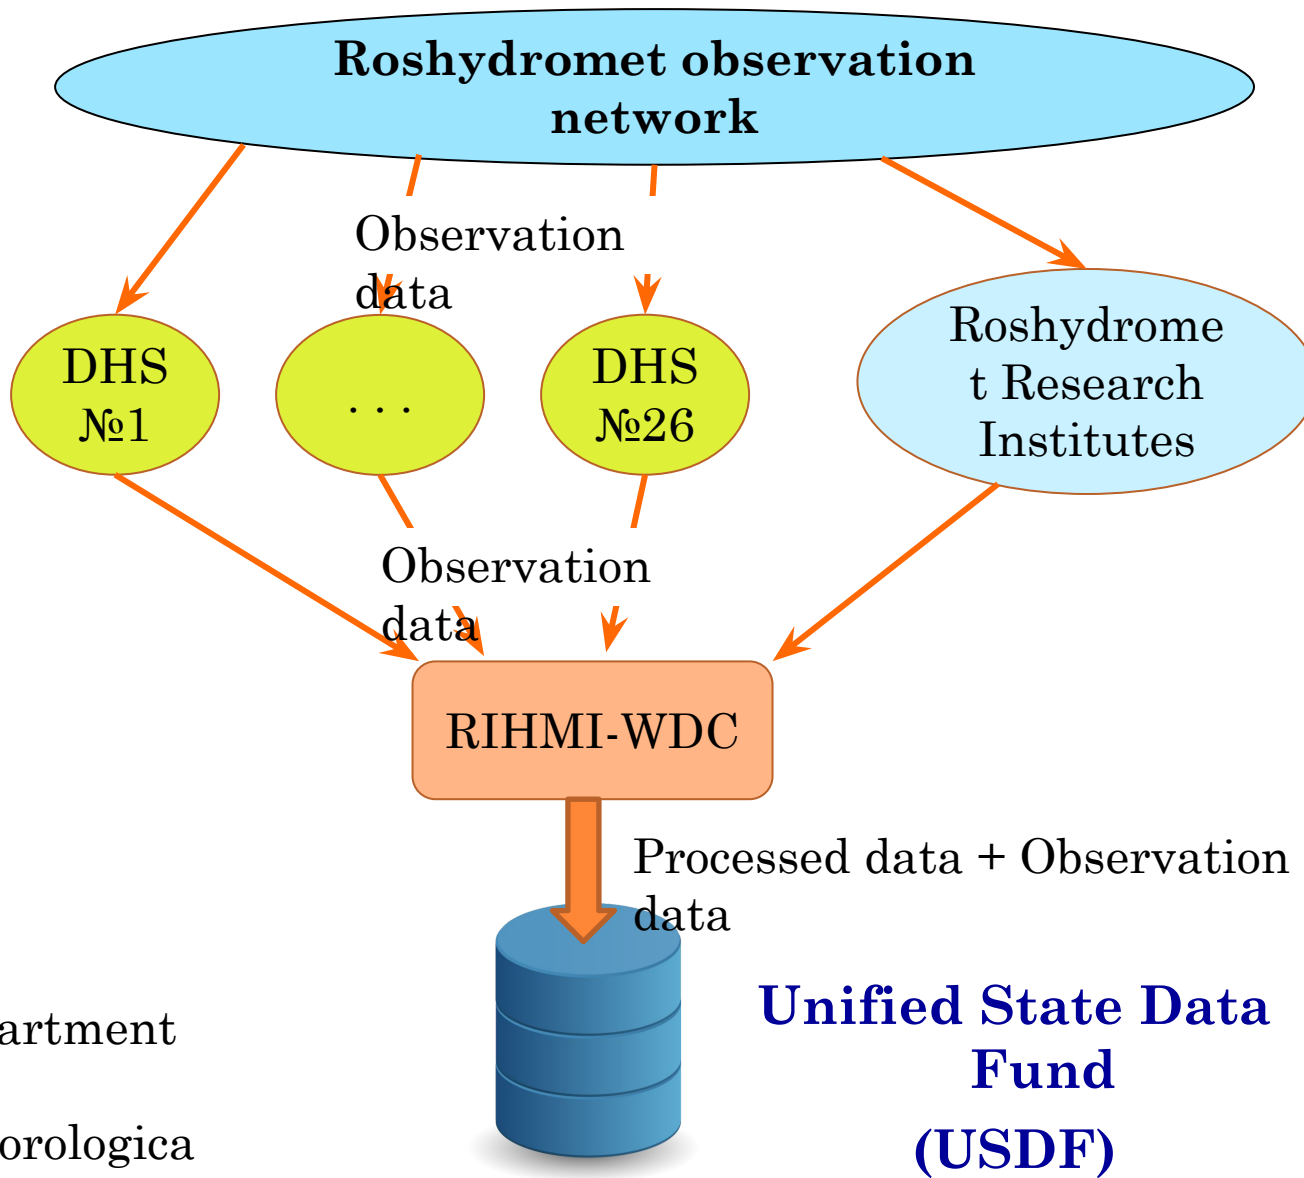 Roshydromet observation
network
Observation
data
DHS
№1
. . .
DHS
№26
Roshydrome
t Research
Institutes
Observation
data
RIHMI-WDC
Processed data + Observation
data
artment
orologica
Unified State Data
Fund
(USDF)